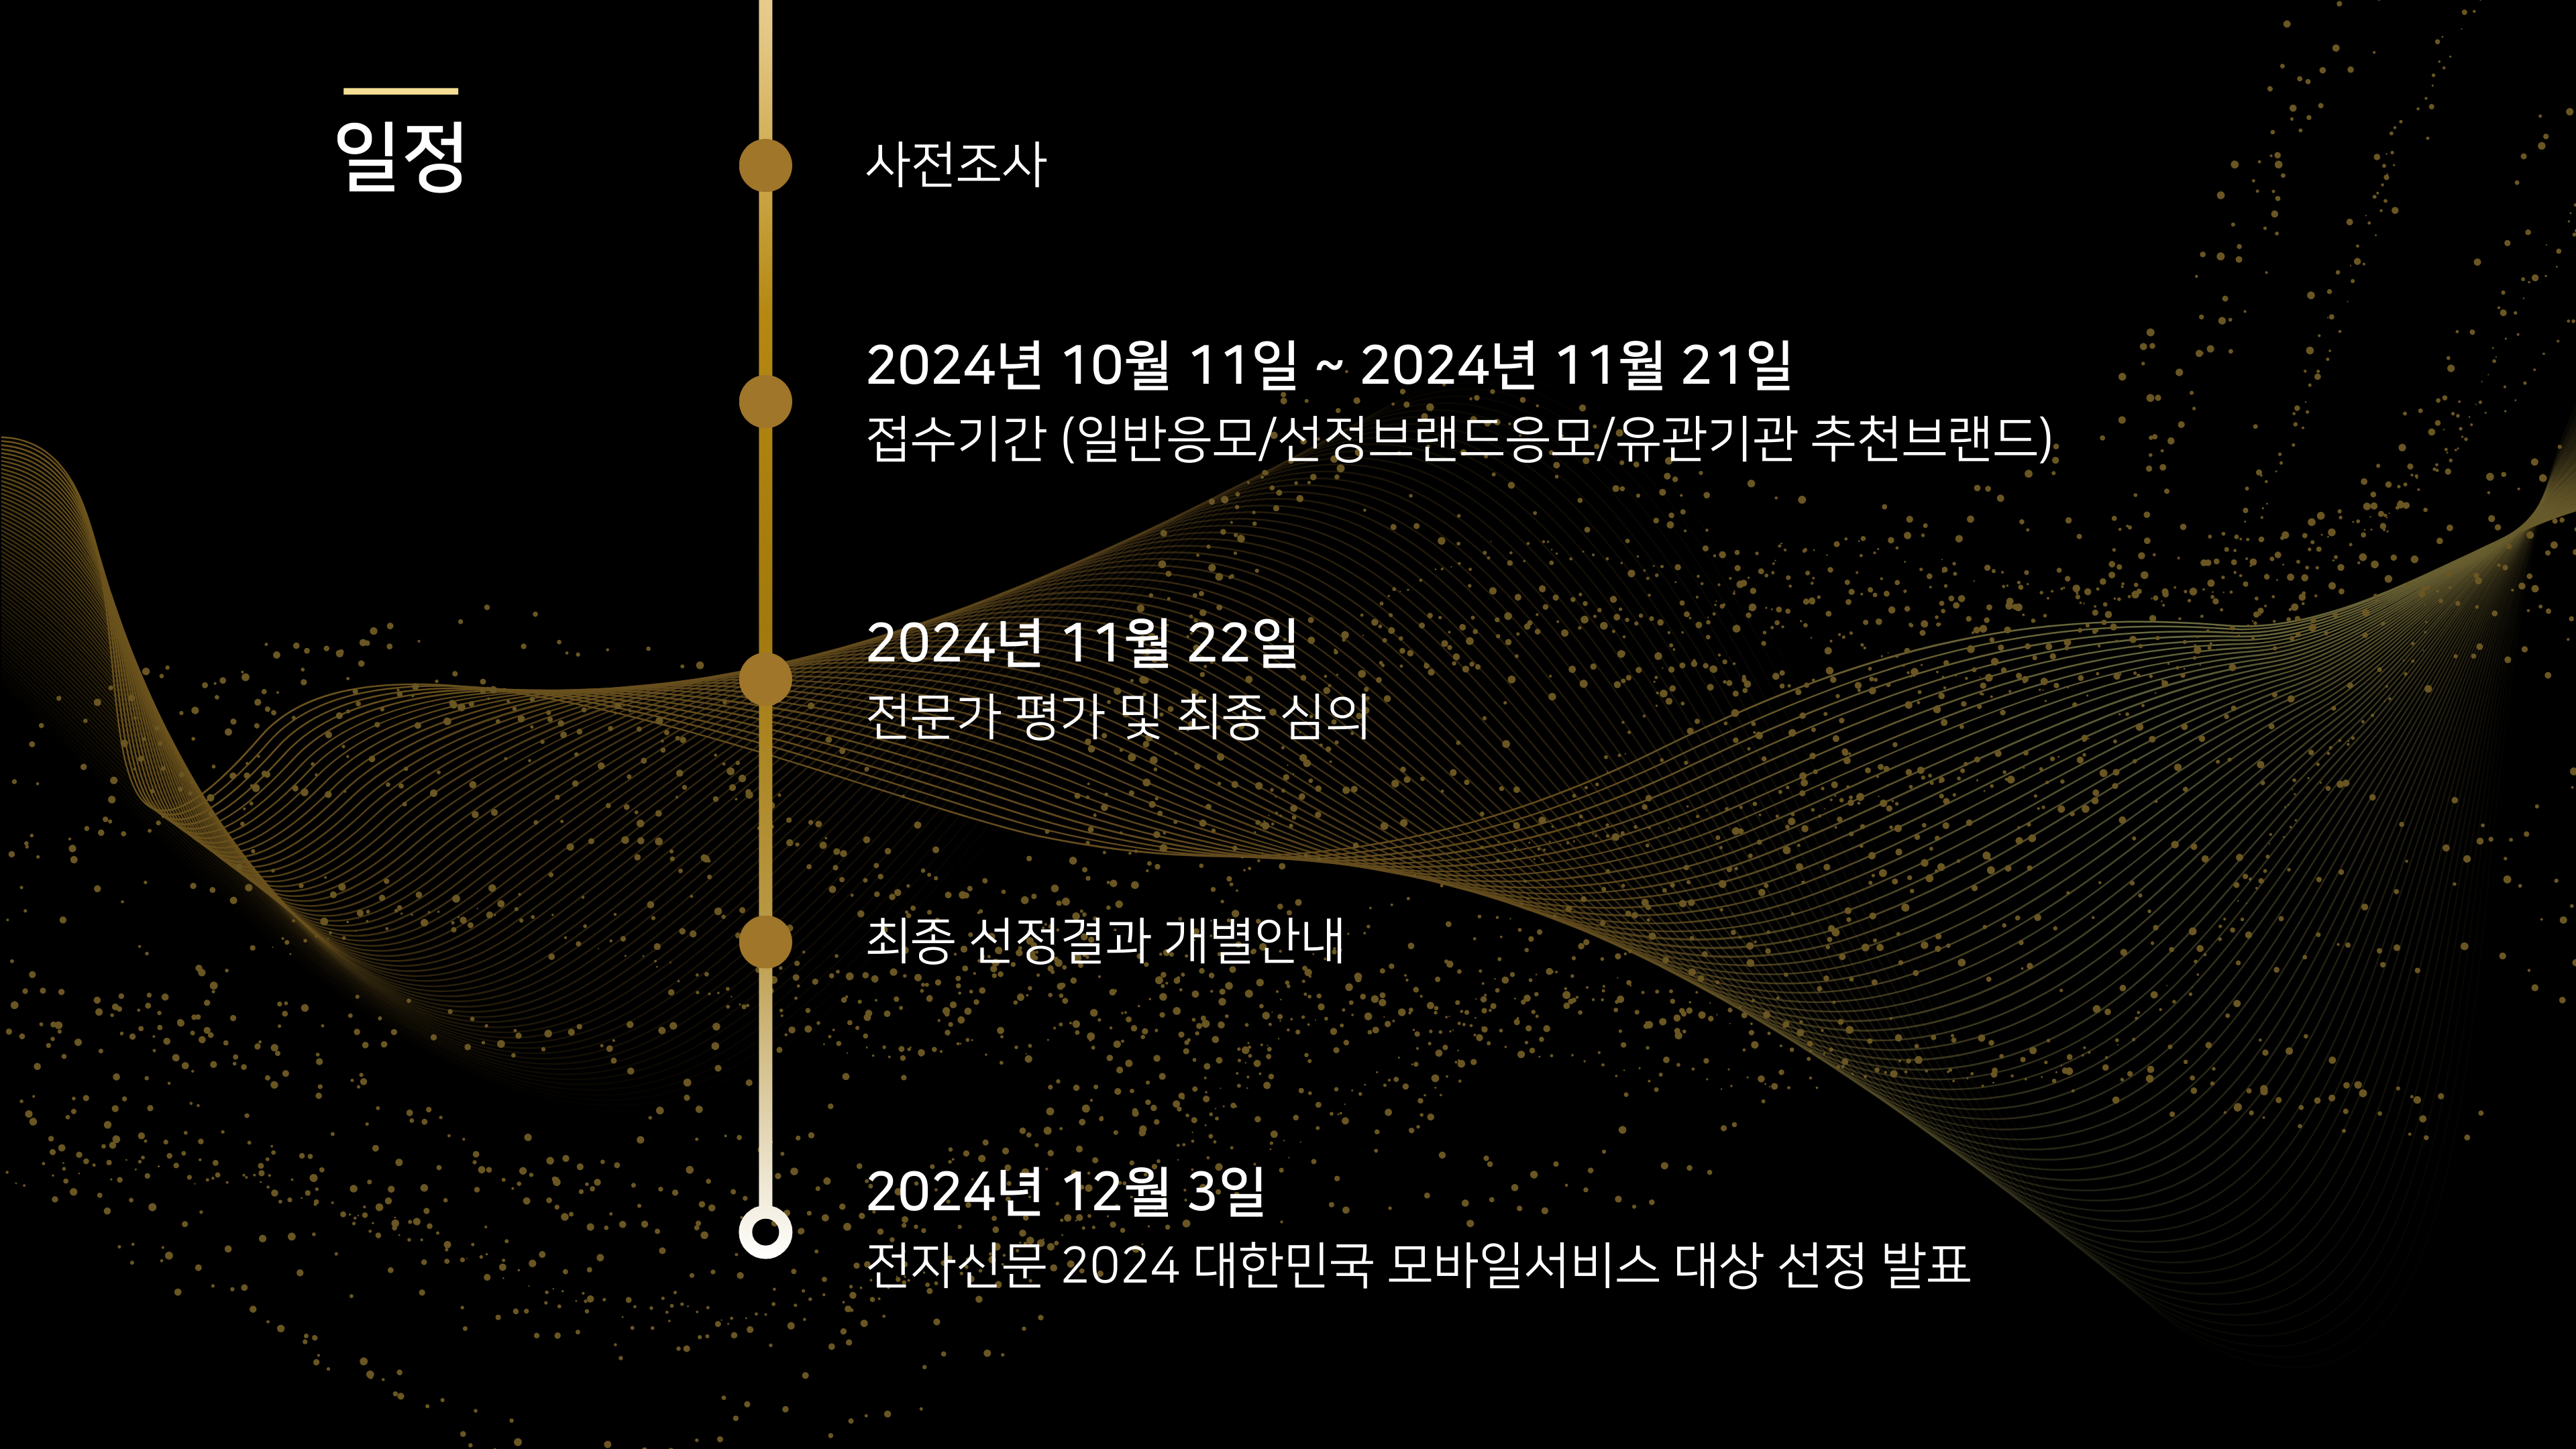 일정
사전조사
2024년 10월 11일 ~ 2024년 11월 21일
접수기간 (일반응모/선정브랜드응모/유관기관 추천브랜드)
2024년 11월 22일
전문가 평가 및 최종 심의
최종 선정결과 개별안내
2024년 12월 3일
전자신문 2024 대한민국 모바일서비스 대상 선정 발표